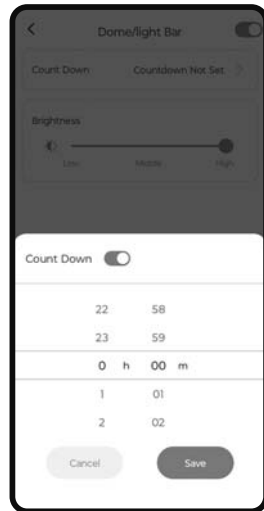 Dome/light Bar
Count Down Countdown Not Set
Brightness
Low Middle High
Count Down
22 58
23 59
0 h 00 m
1 01
2 02
Cancel Save